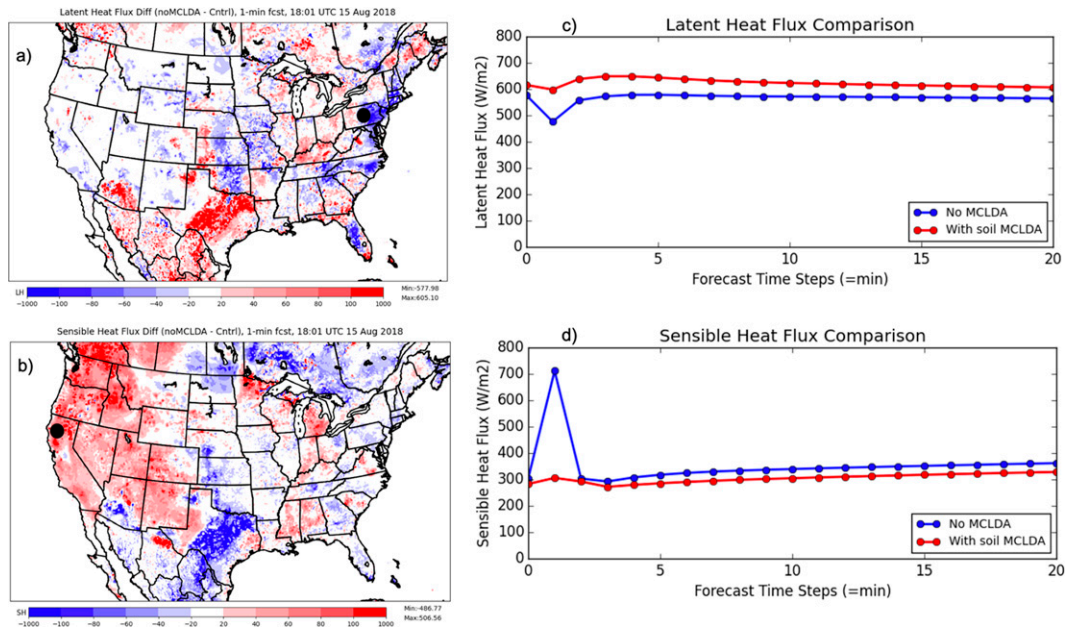 Latent Heat Flux Diff (noMCLDA - Cntrl), 1-min fcst, 18:01 UTC 15 Aug 2018
a)
LH
−1000 −100 −80 −60 −40 −20 20 40 60 80 100 1000
Min:-577.98
Max:605.10
Sensible Heat Flux Diff (noMCLDA - Cntrl), 1-min fcst, 18:01 UTC 15 Aug 2018
b)
SH
−1000 −100 −80 −60 −40 −20 20 40 60 80 100 1000
Min:-486.77
Max:506.56
c)
Latent Heat Flux Comparison
Latent Heat Flux (W/m2)
800
700
600
500
400
300
200
100
0
No MCLDA
With soil MCLDA
0 5 10 15 20
Forecast Time Steps (=min)
d)
Sensible Heat Flux Comparison
Sensible Heat Flux (W/m2)
800
700
600
500
400
300
200
100
0
No MCLDA
With soil MCLDA
0 5 10 15 20
Forecast Time Steps (=min)